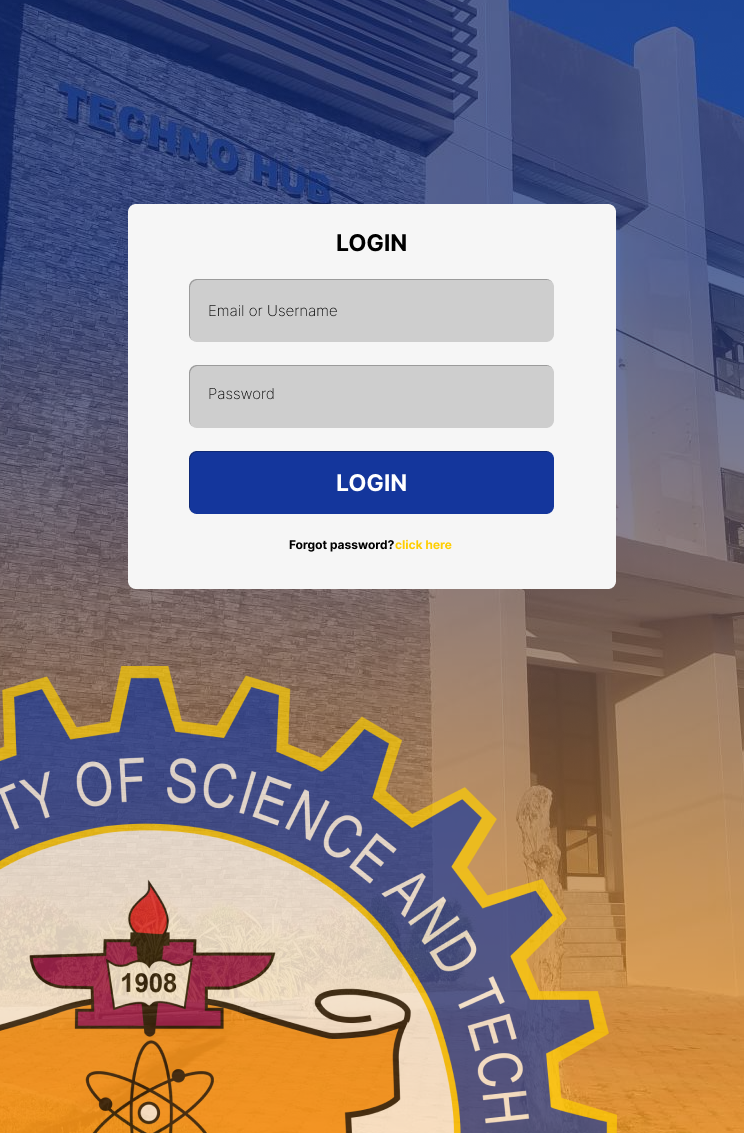 TECHNO HUB
LOGIN
Email or Username
Password
LOGIN
Forgot password?click here
TY OF SCIENCE AND TECH
1908